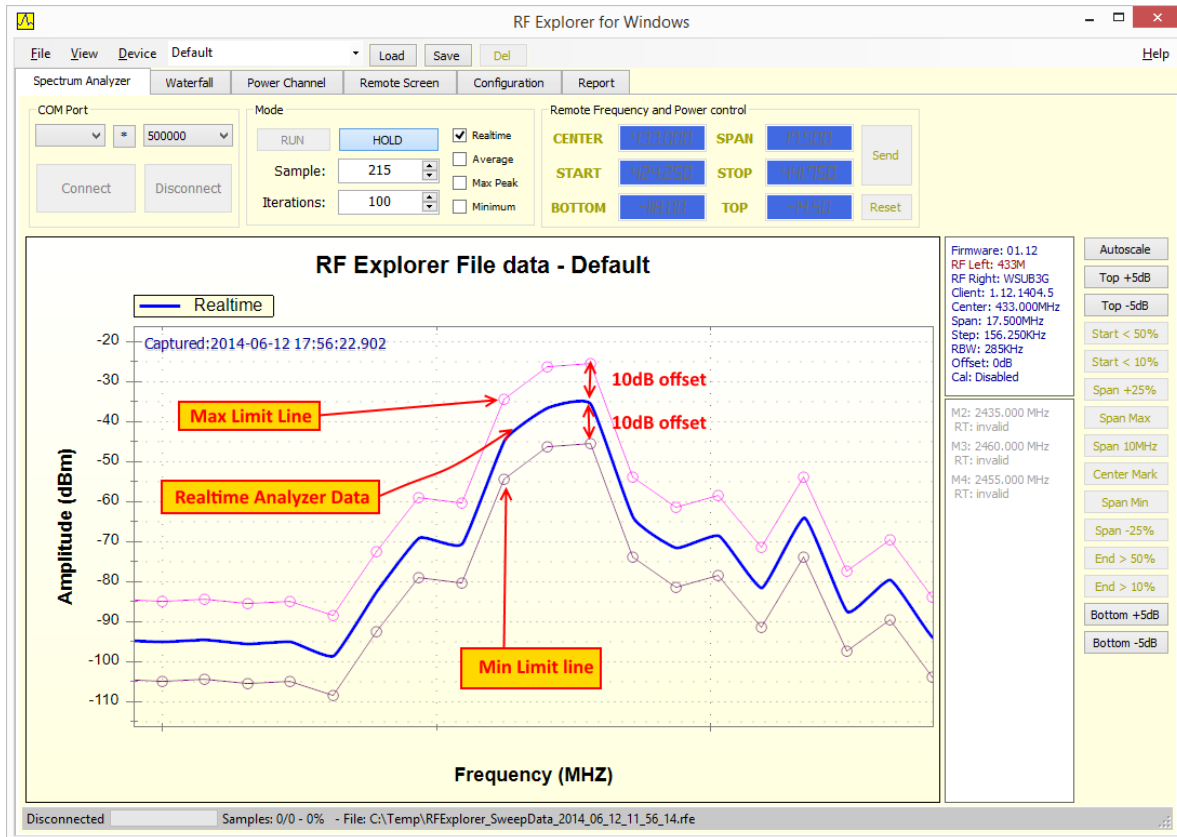 RF Explorer for Windows
File View Device Default Load Save Del Help
Spectrum Analyzer Waterfall Power Channel Remote Screen Configuration Report
COM Port
* 500000
Connect Disconnect
Mode
RUN HOLD
Sample: 215
Iterations: 100
Realtime
Average
Max Peak
Minimum
Remote Frequency and Power control
CENTER 433.000 SPAN 17.500
START 424.250 STOP 441.750
BOTTOM TOP
Send
Reset
RF Explorer File data - Default
Realtime
Captured:2014-06-12 17:56:22.902
Amplitude (dBm)
-20
-30
-40
-50
-60
-70
-80
-90
-100
-110
10dB offset
10dB offset
Max Limit Line
Realtime Analyzer Data
Min Limit line
Frequency (MHZ)
Firmware: 01.12
RF Left: 433M
RF Right: WSUB3G
Client: 1.12.1404.5
Center: 433.000MHz
Span: 17.500MHz
Step: 156.250KHz
RBW: 285KHz
Offset: 0dB
Cal: Disabled
M2: 2435.000 MHz
RT: invalid
M3: 2460.000 MHz
RT: invalid
M4: 2455.000 MHz
RT: invalid
Autoscale
Top +5dB
Top -5dB
Start < 50%
Start < 10%
Span +25%
Span Max
Span 10MHz
Center Mark
Span Min
Span -25%
End > 50%
End > 10%
Bottom +5dB
Bottom -5dB
Disconnected Samples: 0/0 - 0% - File: C:\Temp\RFExplorer_SweepData_2014_06_12_11_56_14.rfe